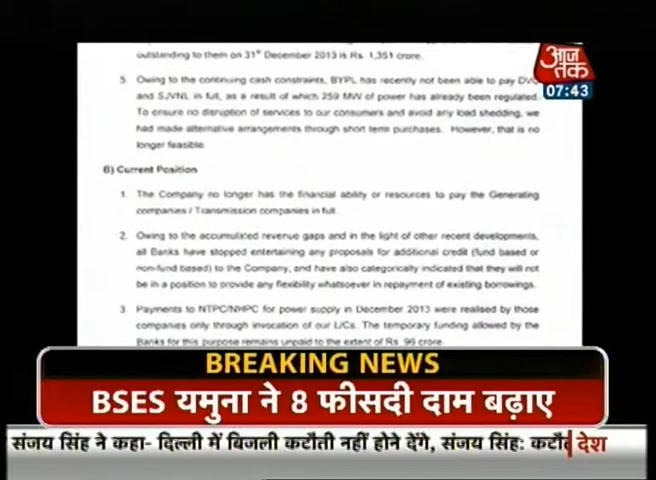 outstanding to them on 31st December 2013 is Rs. 1,351 crore.
आज
तक
07:43
5. Owing to the continuing cash constraints, BYPL has recently not been able to pay DVC
and SJVNL in full, as a result of which 259 MW of power has already been regulated.
To ensure no disruption of services to our consumers and avoid any load shedding, we
had made alternative arrangements through short term purchases. However, that is no
longer feasible.
B) Current Position
1. The Company no longer has the financial ability or resources to pay the Generating
companies / Transmission companies in full.
2. Owing to the accumulated revenue gaps and in the light of other recent developments,
all Banks have stopped entertaining any proposals for additional credit (fund based or
non-fund based) to the Company, and have also categorically indicated that they will not
be in a position to provide any flexibility whatsoever in repayment of existing borrowings.
3. Payments to NTPC/NHPC for power supply in December 2013 were realised by those
companies only through invocation of our L/Cs. The temporary funding allowed by the
Banks for this purpose remains unpaid to the extent of Rs. 96 crore.
BREAKING NEWS
BSES यमुना ने 8 फीसदी दाम बढ़ाए
संजय सिंह ने कहा- दिल्ली में बिजली कटौती नहीं होने देंगे, संजय सिंह: कटौ देश